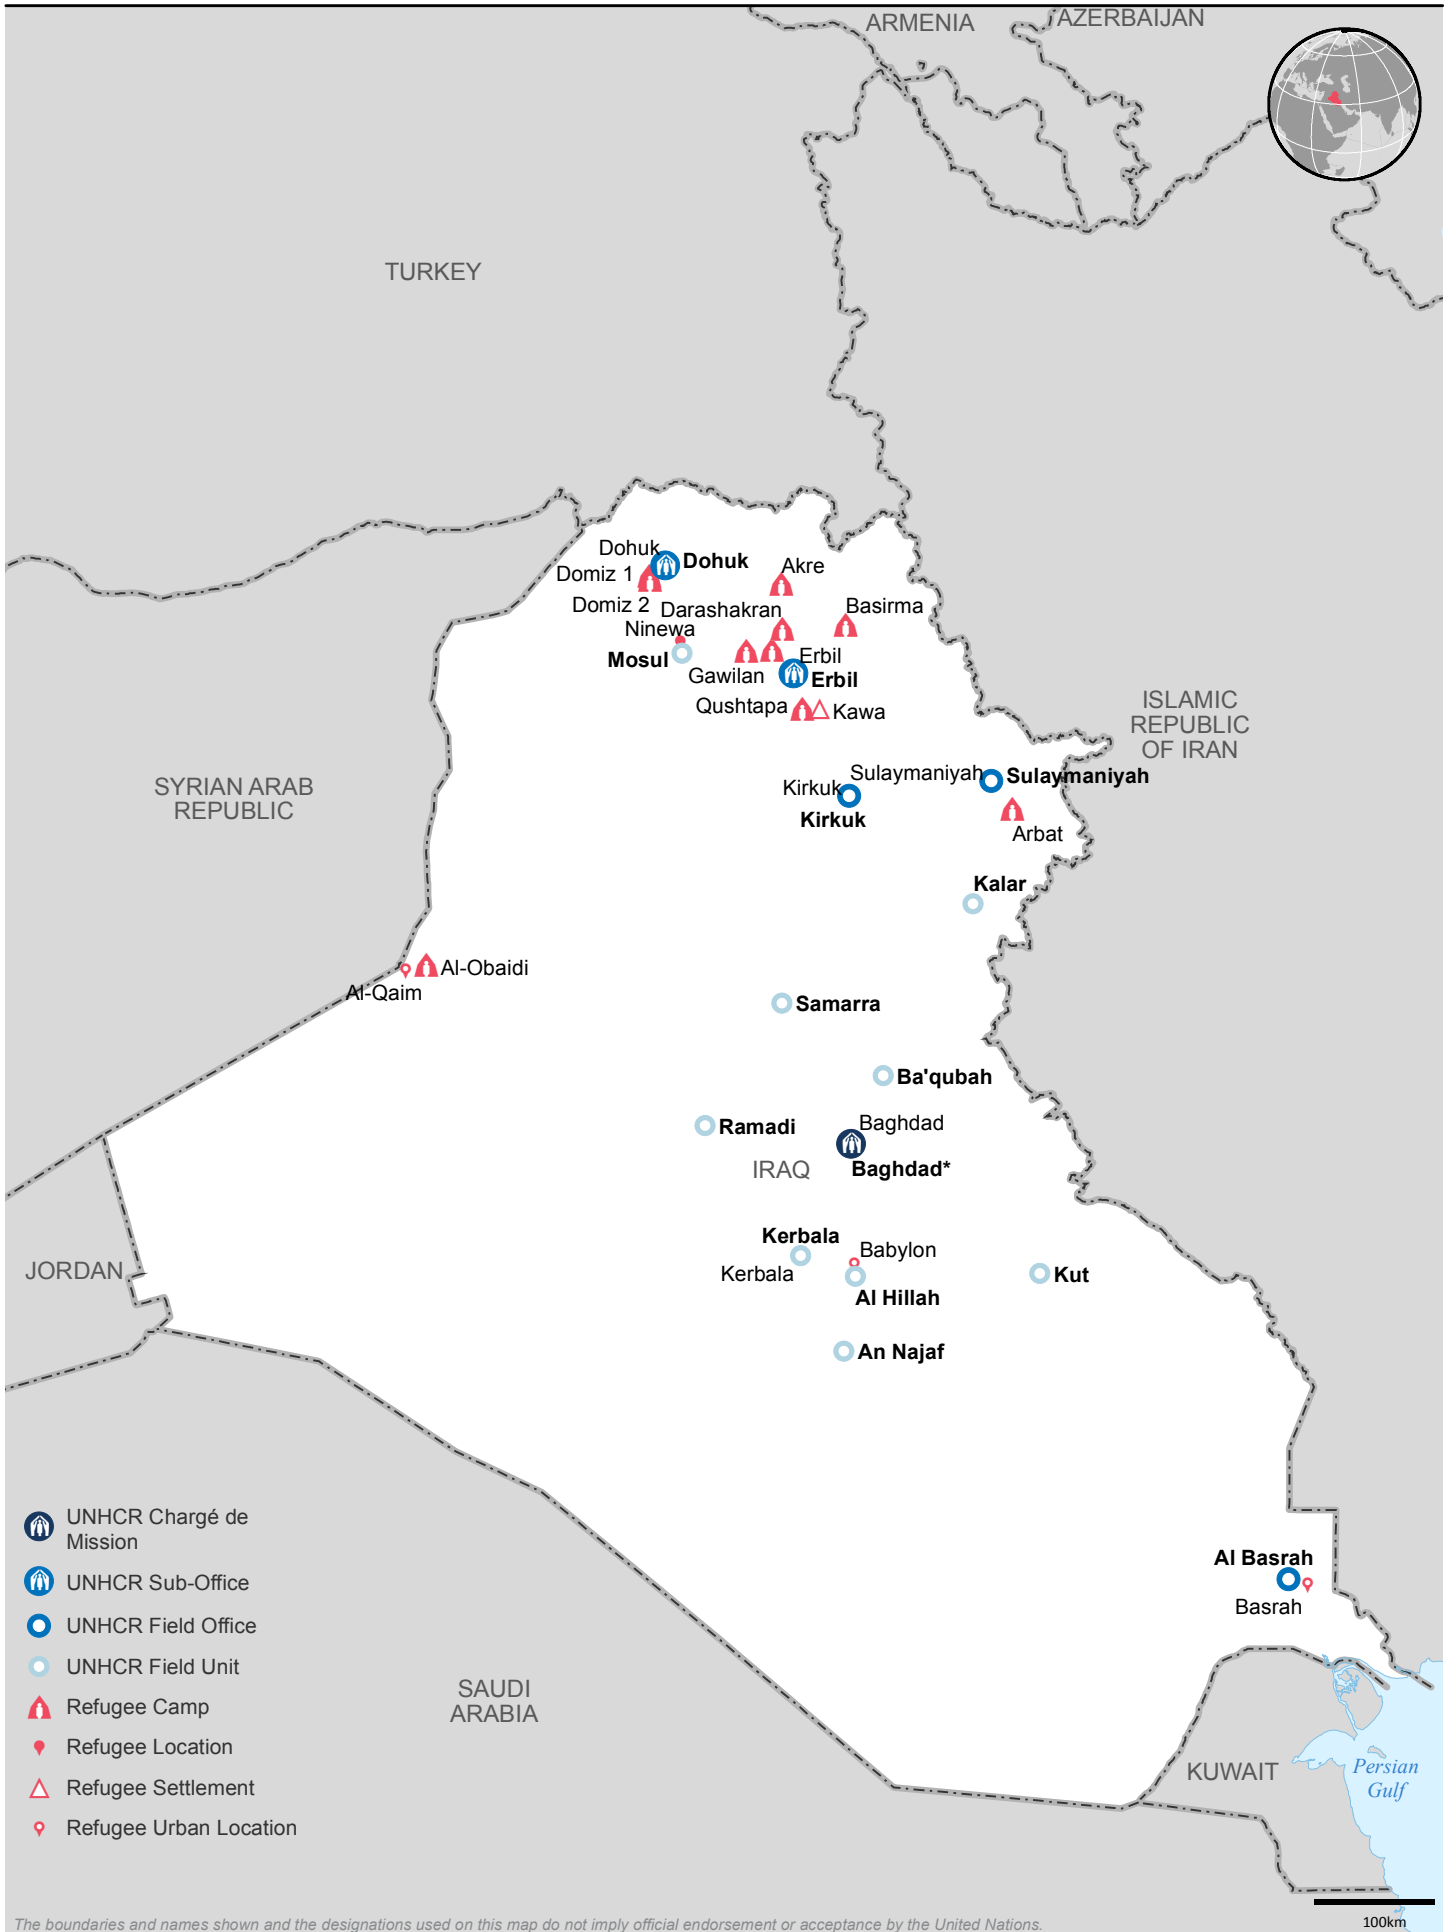 ARMENIA
AZERBAIJAN
TURKEY
Dohuk
Dohuk
Domiz 1
Akre
Domiz 2
Darashakran
Basirma
Ninewa
Mosul
Erbil
Gawilan
Erbil
Qushtapa
Kawa
ISLAMIC
REPUBLIC
OF IRAN
SYRIAN ARAB
REPUBLIC
Sulaymaniyah
Sulaymaniyah
Kirkuk
Kirkuk
Arbat
Kalar
Al-Obaidi
Al-Qaim
Samarra
Ba'qubah
Ramadi
Baghdad
IRAQ
Baghdad*
Kerbala
Babylon
Kerbala
JORDAN
Kut
Al Hillah
An Najaf
UNHCR Chargé de
Mission
UNHCR Sub-Office
UNHCR Field Office
UNHCR Field Unit
Refugee Camp
Refugee Location
Refugee Settlement
Refugee Urban Location
Al Basrah
Basrah
SAUDI
ARABIA
KUWAIT
Persian
Gulf
100km
The boundaries and names shown and the designations used on this map do not imply official endorsement or acceptance by the United Nations.